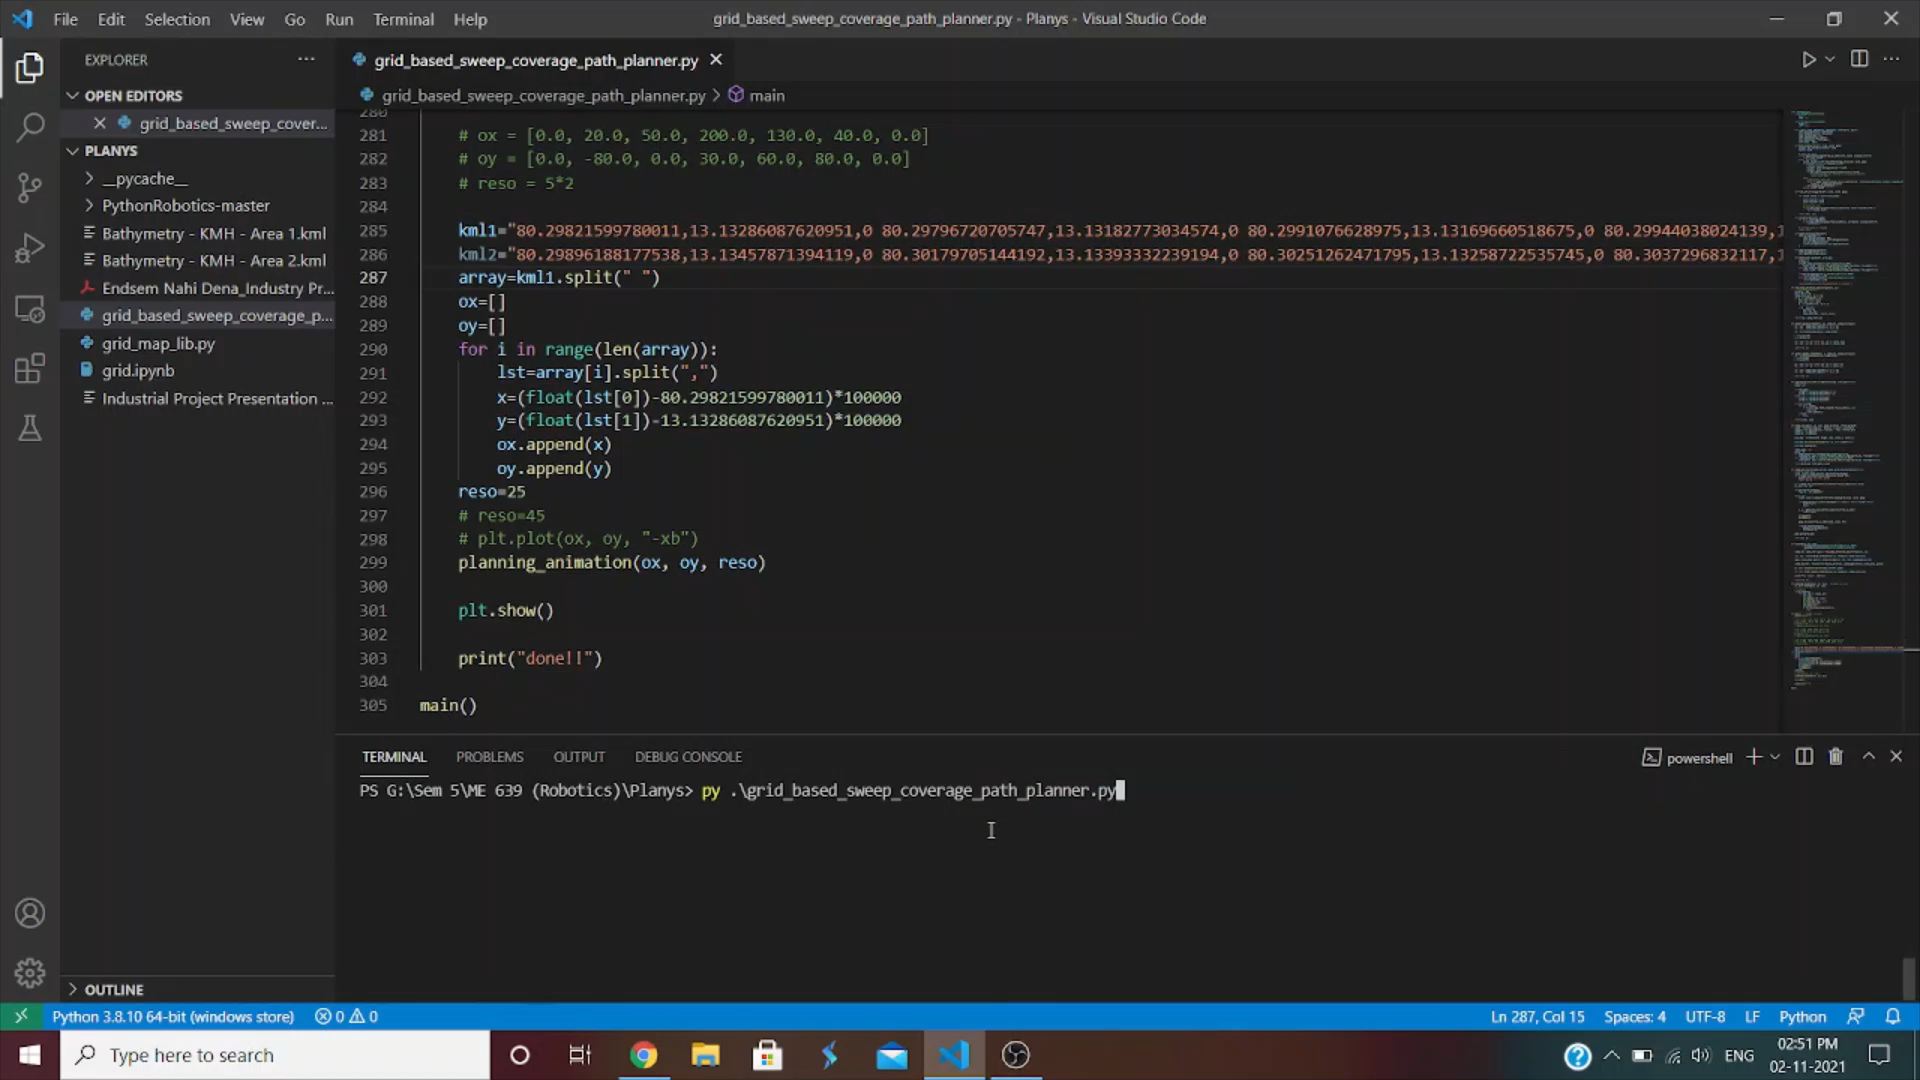 File Edit Selection View Go Run Terminal Help
grid_based_sweep_coverage_path_planner.py - Planys - Visual Studio Code
EXPLORER
OPEN EDITORS
grid_based_sweep_cover...
PLANYS
__pycache__
PythonRobotics-master
Bathymetry - KMH - Area 1.kml
Bathymetry - KMH - Area 2.kml
Endsem Nahi Dena_Industry Pr...
grid_based_sweep_coverage_p...
grid_map_lib.py
grid.ipynb
Industrial Project Presentation ...
OUTLINE
grid_based_sweep_coverage_path_planner.py
grid_based_sweep_coverage_path_planner.py > main
280
281 # ox = [0.0, 20.0, 50.0, 200.0, 130.0, 40.0, 0.0]
282 # oy = [0.0, -80.0, 0.0, 30.0, 60.0, 80.0, 0.0]
283 # reso = 5*2
284
285 kml1="80.29821599780011,13.13286087620951,0 80.29796720705747,13.13182773034574,0 80.2991076628975,13.13169660518675,0 80.29944038024139,1
286 kml2="80.29896188177538,13.13457871394119,0 80.30179705144192,13.13393332239194,0 80.30251262471795,13.13258722535745,0 80.3037296832117,1
287 array=kml1.split(" ")
288 ox=[]
289 oy=[]
290 for i in range(len(array)):
291 lst=array[i].split(",")
292 x=(float(lst[0])-80.29821599780011)*100000
293 y=(float(lst[1])-13.13286087620951)*100000
294 ox.append(x)
295 oy.append(y)
296 reso=25
297 # reso=45
298 # plt.plot(ox, oy, "-xb")
299 planning_animation(ox, oy, reso)
300
301 plt.show()
302
303 print("done!!")
304
305 main()
TERMINAL PROBLEMS OUTPUT DEBUG CONSOLE
powershell
PS G:\Sem 5\ME 639 (Robotics)\Planys> py .\grid_based_sweep_coverage_path_planner.py
Python 3.8.10 64-bit (windows store) 0 0
Ln 287, Col 15 Spaces: 4 UTF-8 LF Python
Type here to search
ENG
02:51 PM
02-11-2021